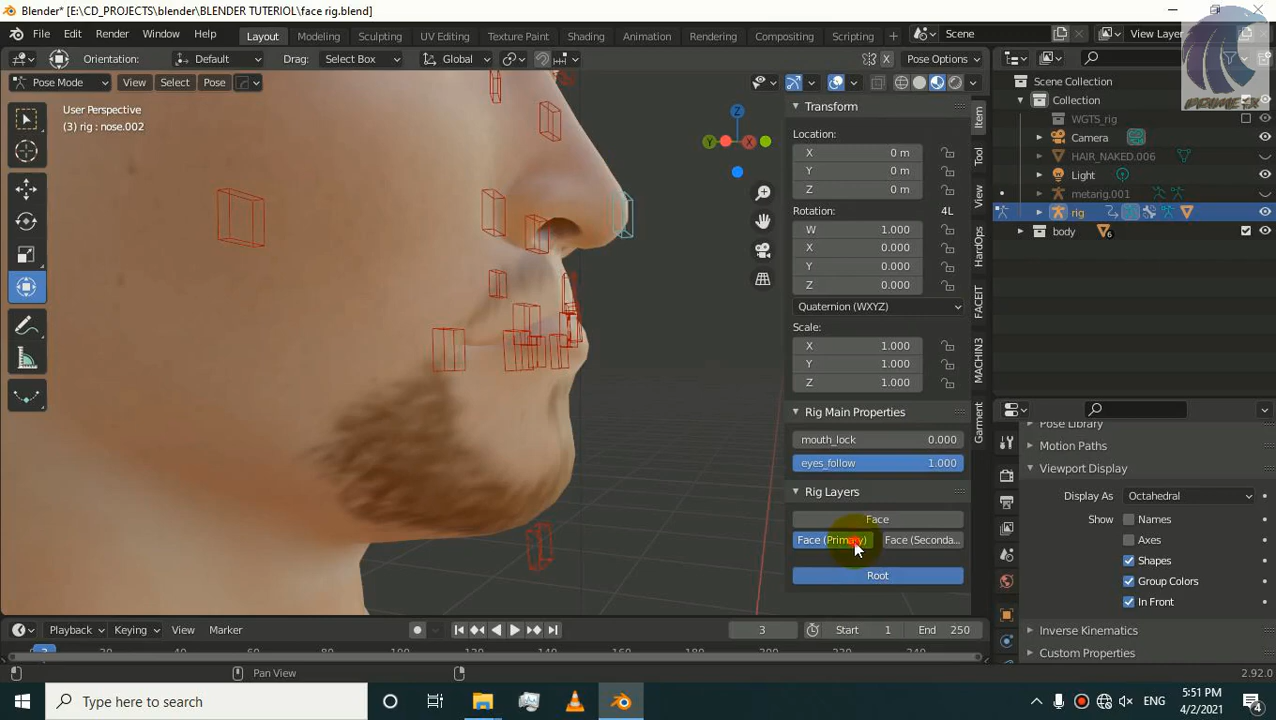 Blender* [E:\CD_PROJECTS\blender\BLENDER TUTERIOL\face rig.blend]
File Edit Render Window Help Layout Modeling Sculpting UV Editing Texture Paint Shading Animation Rendering Compositing Scripting + Scene View Layer
Orientation: Default Drag: Select Box Global X Pose Options
Pose Mode View Select Pose
User Perspective
(3) rig : nose.002
Z
Y X
Transform
Location:
X 0 m
Y 0 m
Z 0 m
Rotation: 4L
W 1.000
X 0.000
Y 0.000
Z 0.000
Quaternion (WXYZ)
Scale:
X 1.000
Y 1.000
Z 1.000
Rig Main Properties
mouth_lock 0.000
eyes_follow 1.000
Rig Layers
Face
Face (Primary) Face (Seconda...
Root
Item
Tool
View
HardOps
FACEIT
MACHIN3
Garment
Scene Collection
Collection
WGTS_rig
Camera
HAIR_NAKED.006
Light
metarig.001
rig
body 6
Pose Library
Motion Paths
Viewport Display
Display As Octahedral
Show Names
Axes
Shapes
Group Colors
In Front
Inverse Kinematics
Custom Properties
Playback Keying View Marker 3 Start 1 End 250
Pan View 2.92.0
Type here to search
ENG
5:51 PM
4/2/2021
4